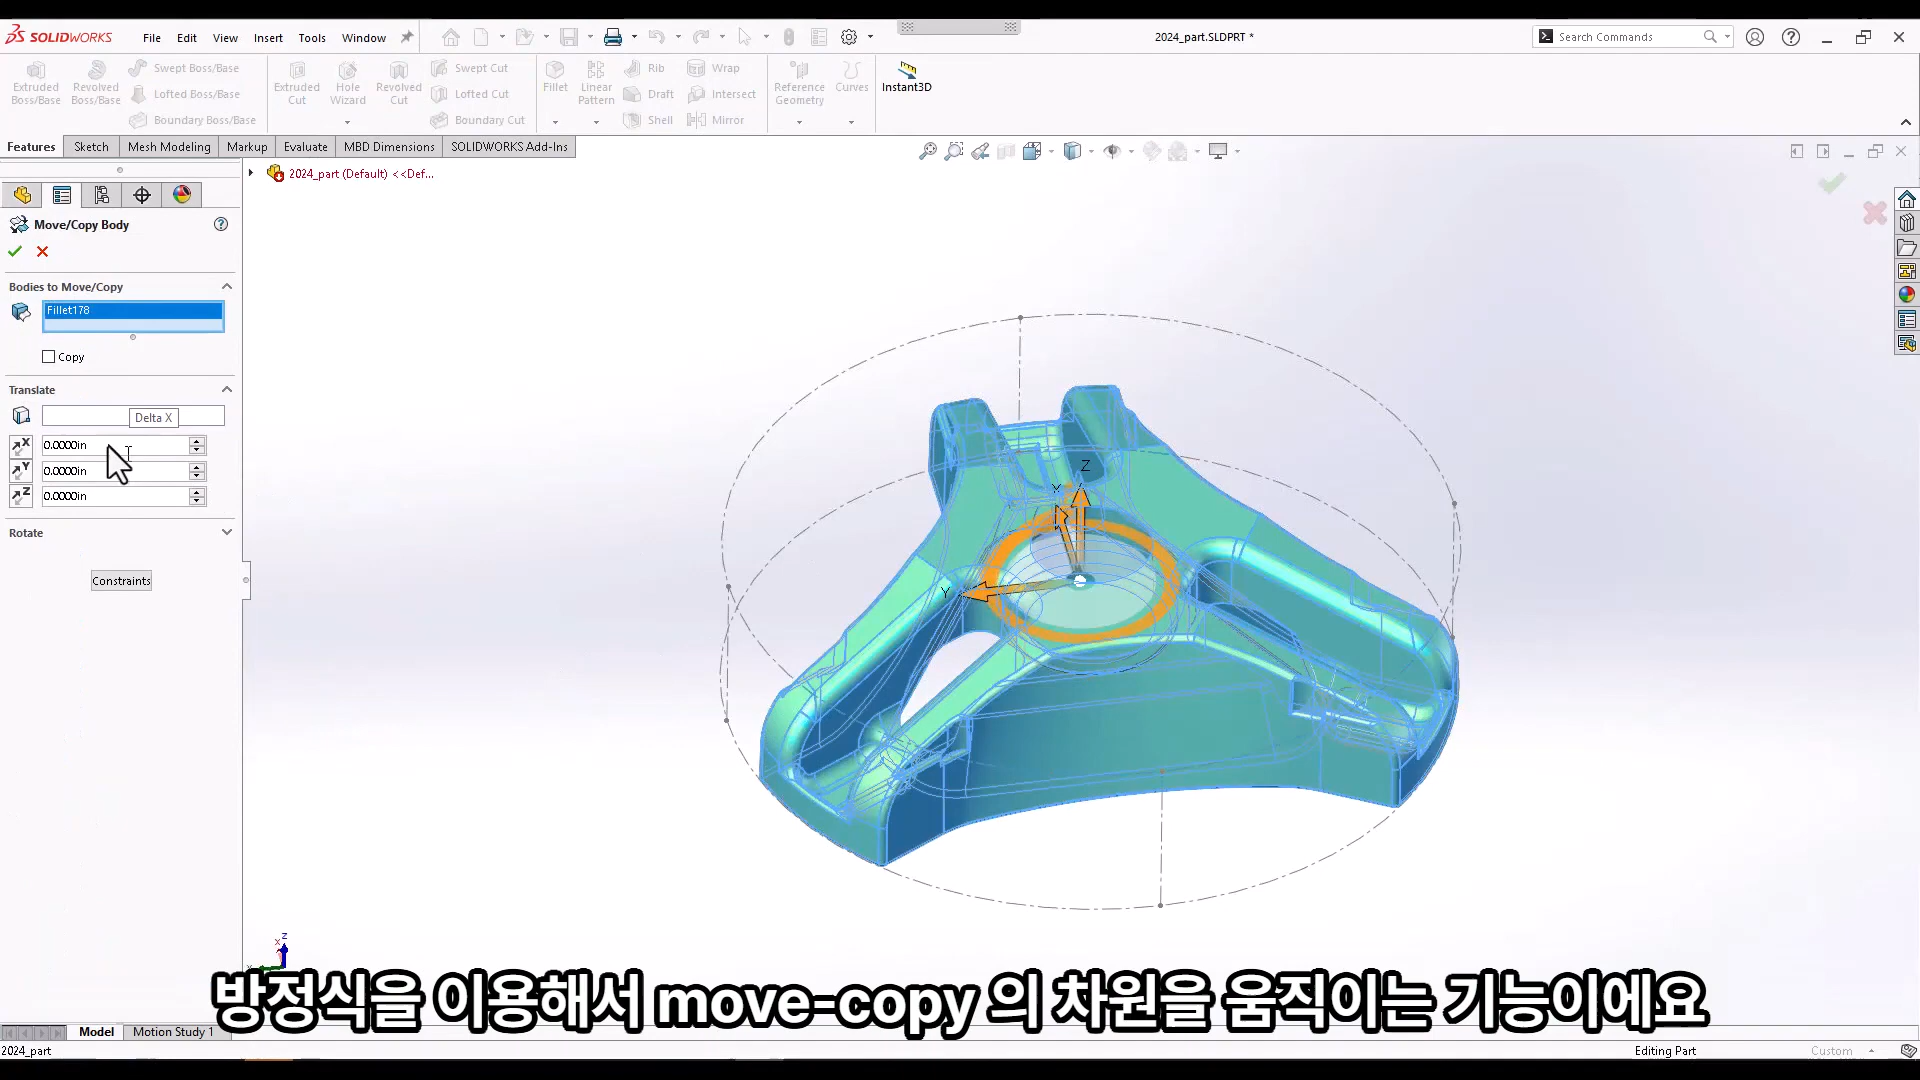 SOLIDWORKS
File Edit View Insert Tools Window
2024_part.SLDPRT *
Search Commands
Extruded Boss/Base
Revolved Boss/Base
Swept Boss/Base
Lofted Boss/Base
Boundary Boss/Base
Extruded Cut
Hole Wizard
Revolved Cut
Swept Cut
Lofted Cut
Boundary Cut
Fillet
Linear Pattern
Rib
Draft
Shell
Wrap
Intersect
Mirror
Reference Geometry
Curves
Instant3D
Features Sketch Mesh Modeling Markup Evaluate MBD Dimensions SOLIDWORKS Add-Ins
2024_part (Default) <<Def...
Move/Copy Body
Bodies to Move/Copy
Fillet178
Copy
Translate
Delta X
X 0.0000in
Y 0.0000in
Z 0.0000in
Rotate
Constraints
Z
X
Y
z
x
방정식을 이용해서 move-copy 의 차원을 움직이는 기능이에요
Model Motion Study 1
2024_part
Editing Part
Custom